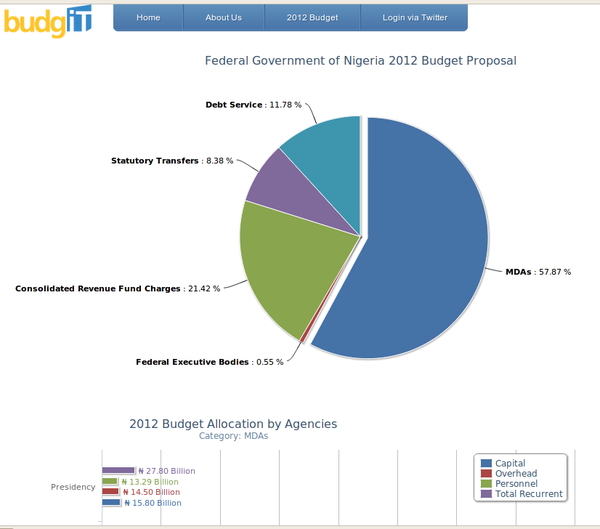 budgIT
Home About Us 2012 Budget Login via Twitter
Federal Government of Nigeria 2012 Budget Proposal
Debt Service : 11.78 %
Statutory Transfers : 8.38 %
MDAs : 57.87 %
Consolidated Revenue Fund Charges : 21.42 %
Federal Executive Bodies : 0.55 %
2012 Budget Allocation by Agencies
Category: MDAs
Presidency
₦ 27.80 Billion
₦ 13.29 Billion
₦ 14.50 Billion
₦ 15.80 Billion
Capital
Overhead
Personnel
Total Recurrent